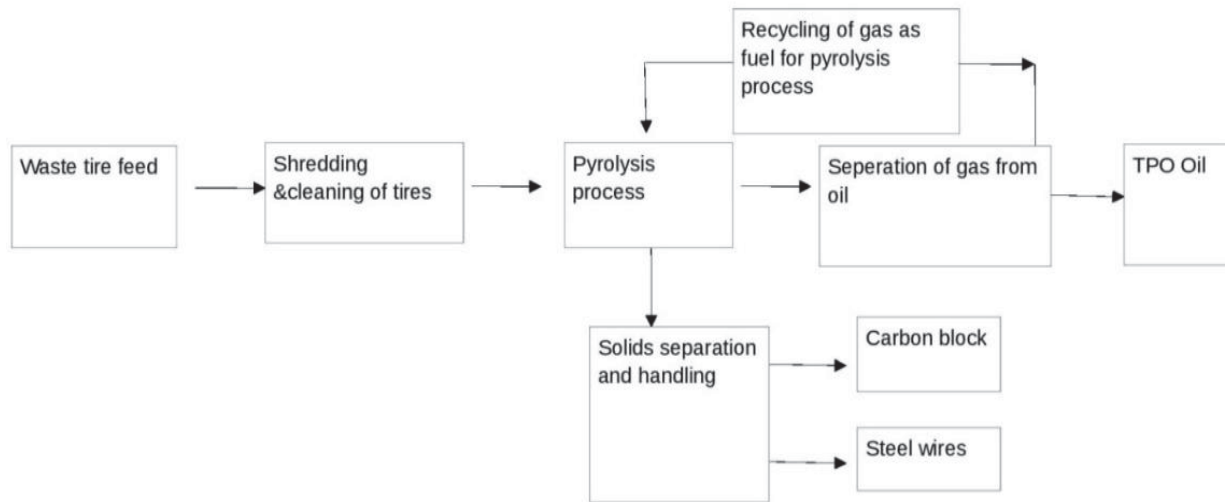 Recycling of gas as
fuel for pyrolysis
process
Waste tire feed
Shredding
&cleaning of tires
Pyrolysis
process
Seperation of gas from
oil
TPO Oil
Solids separation
and handling
Carbon block
Steel wires